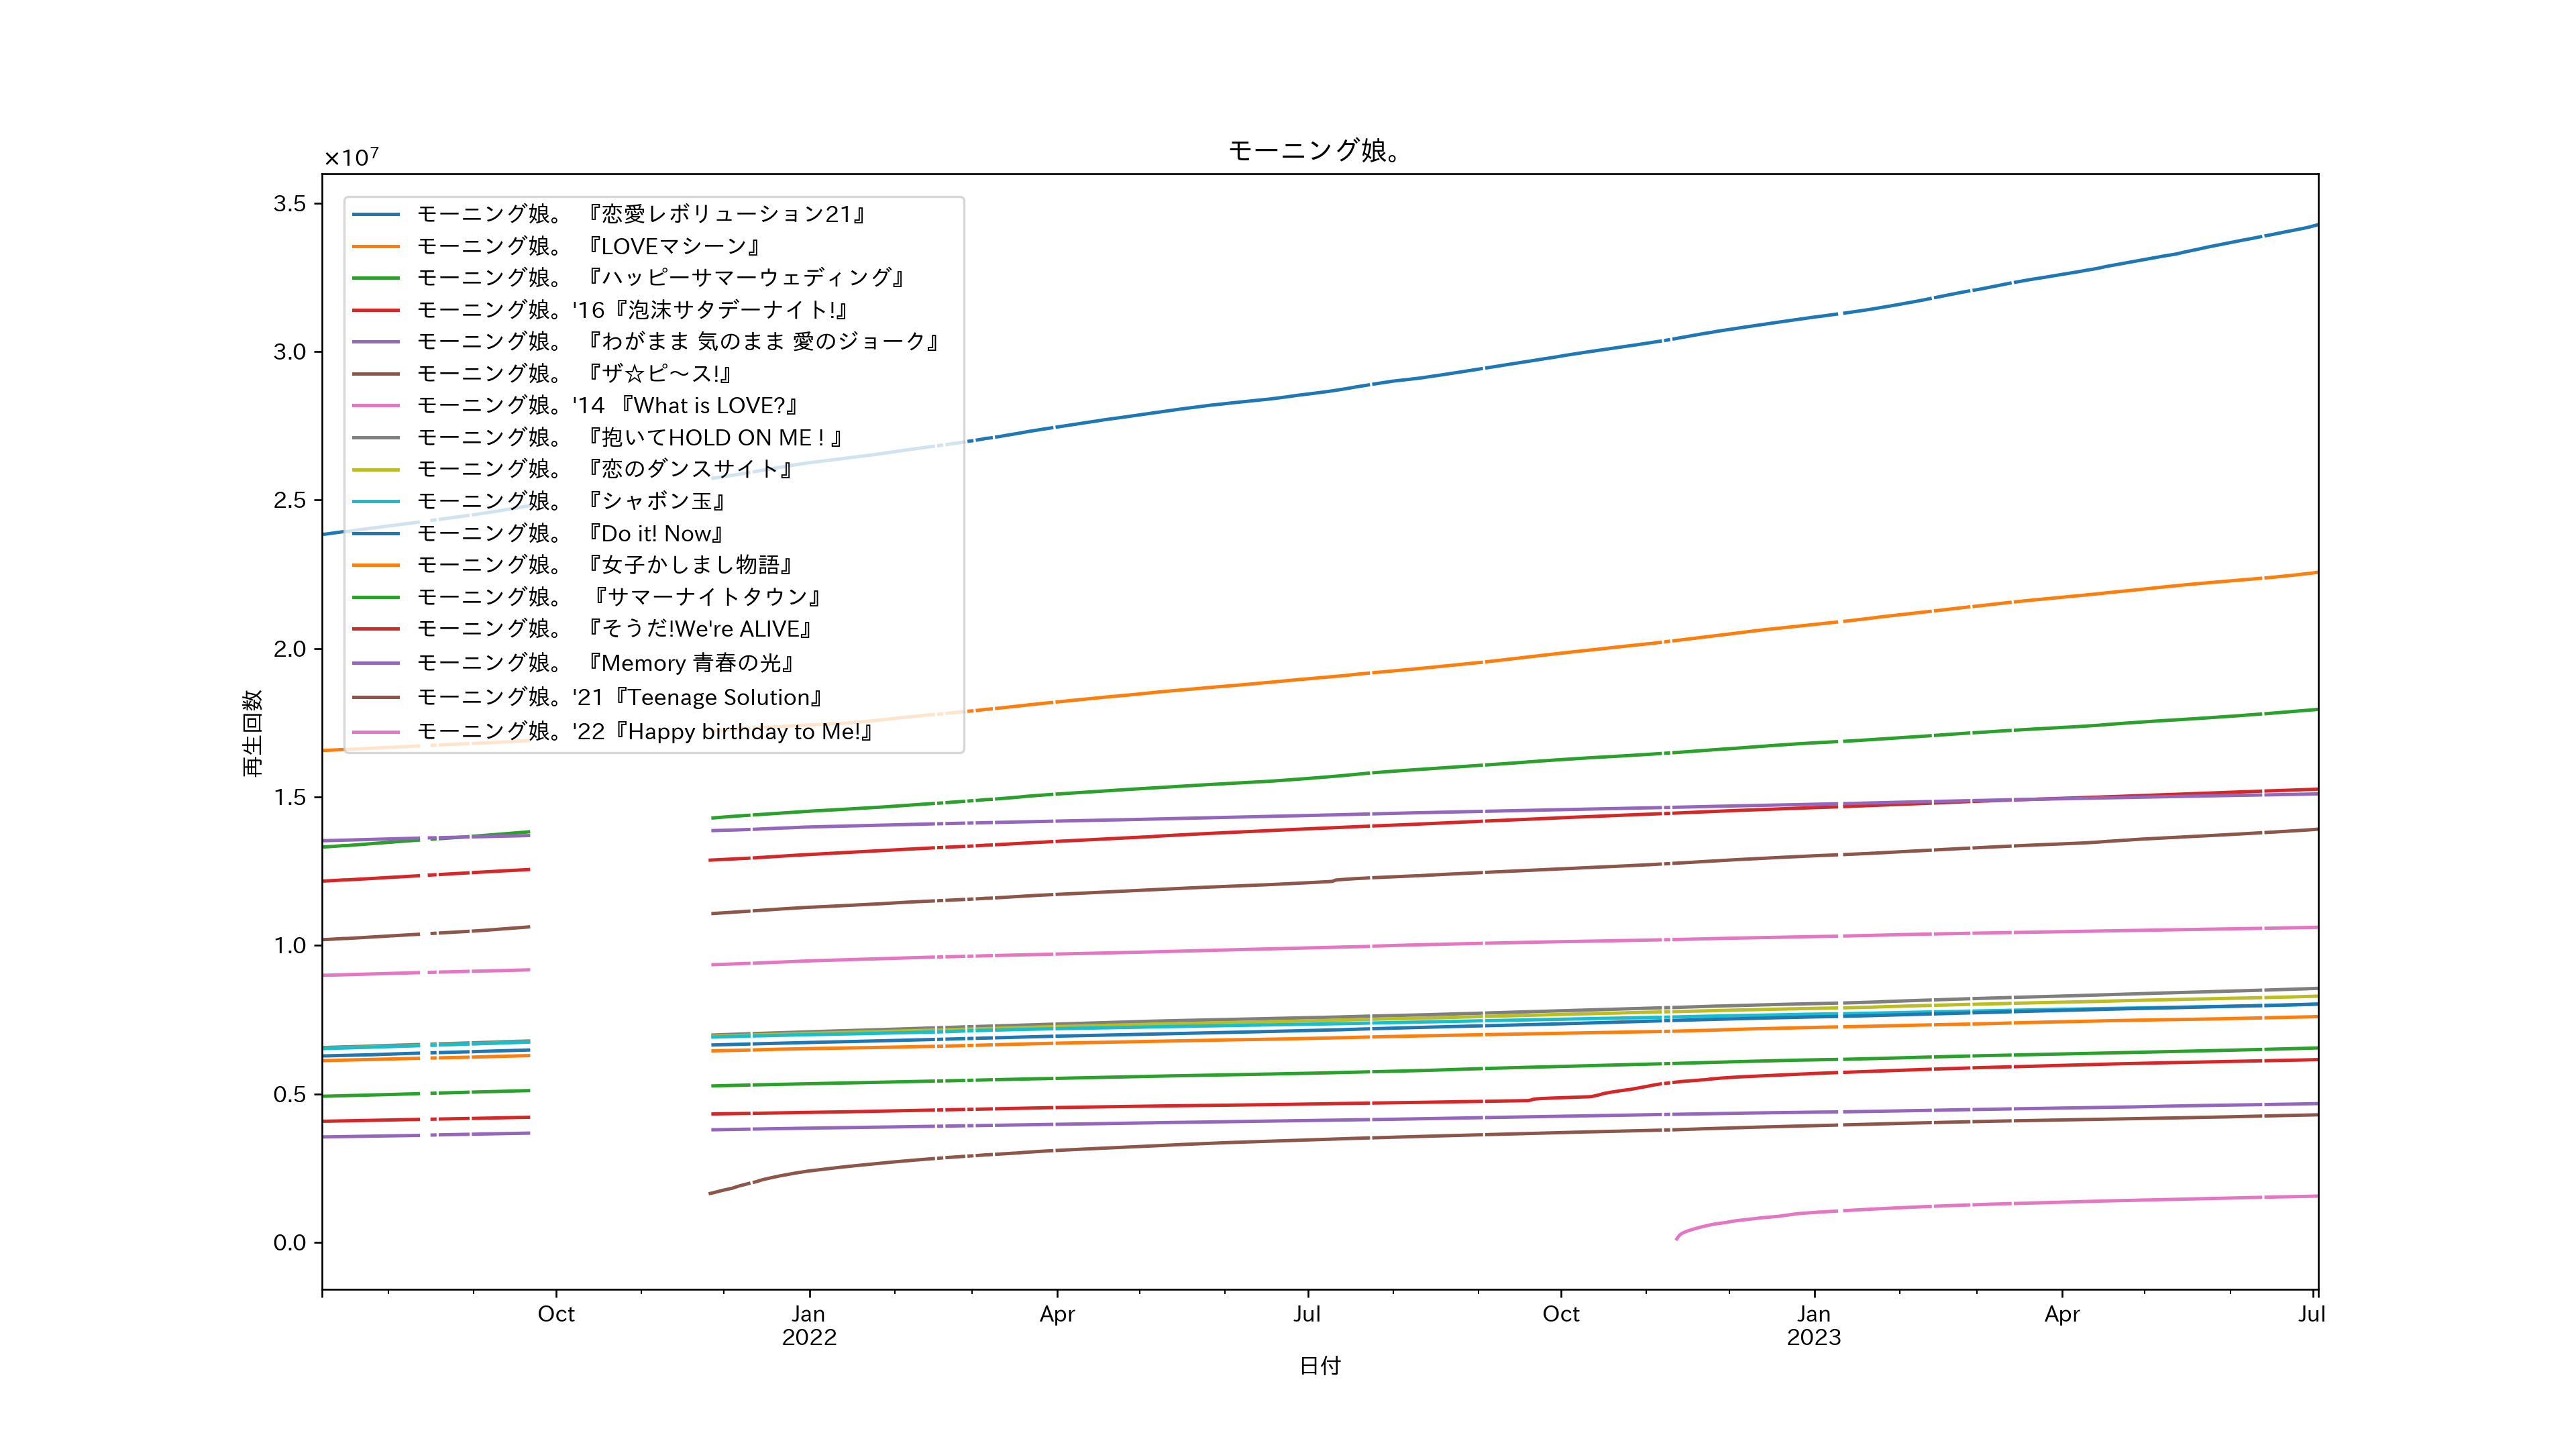 モーニング娘。
×10⁷
3.5
3.0
2.5
2.0
1.5
1.0
0.5
0.0
再生回数
モーニング娘。 『恋愛レボリューション21』
モーニング娘。 『LOVEマシーン』
モーニング娘。 『ハッピーサマーウェディング』
モーニング娘。'16『泡沫サタデーナイト!』
モーニング娘。 『わがまま 気のまま 愛のジョーク』
モーニング娘。 『ザ☆ピ～ス!』
モーニング娘。'14 『What is LOVE?』
モーニング娘。 『抱いてHOLD ON ME ! 』
モーニング娘。 『恋のダンスサイト』
モーニング娘。 『シャボン玉』
モーニング娘。 『Do it! Now』
モーニング娘。 『女子かしまし物語』
モーニング娘。　『サマーナイトタウン』
モーニング娘。 『そうだ!We're ALIVE』
モーニング娘。 『Memory 青春の光』
モーニング娘。'21『Teenage Solution』
モーニング娘。'22『Happy birthday to Me!』
Oct Jan Apr Jul Oct Jan Apr Jul
2022 2023
日付